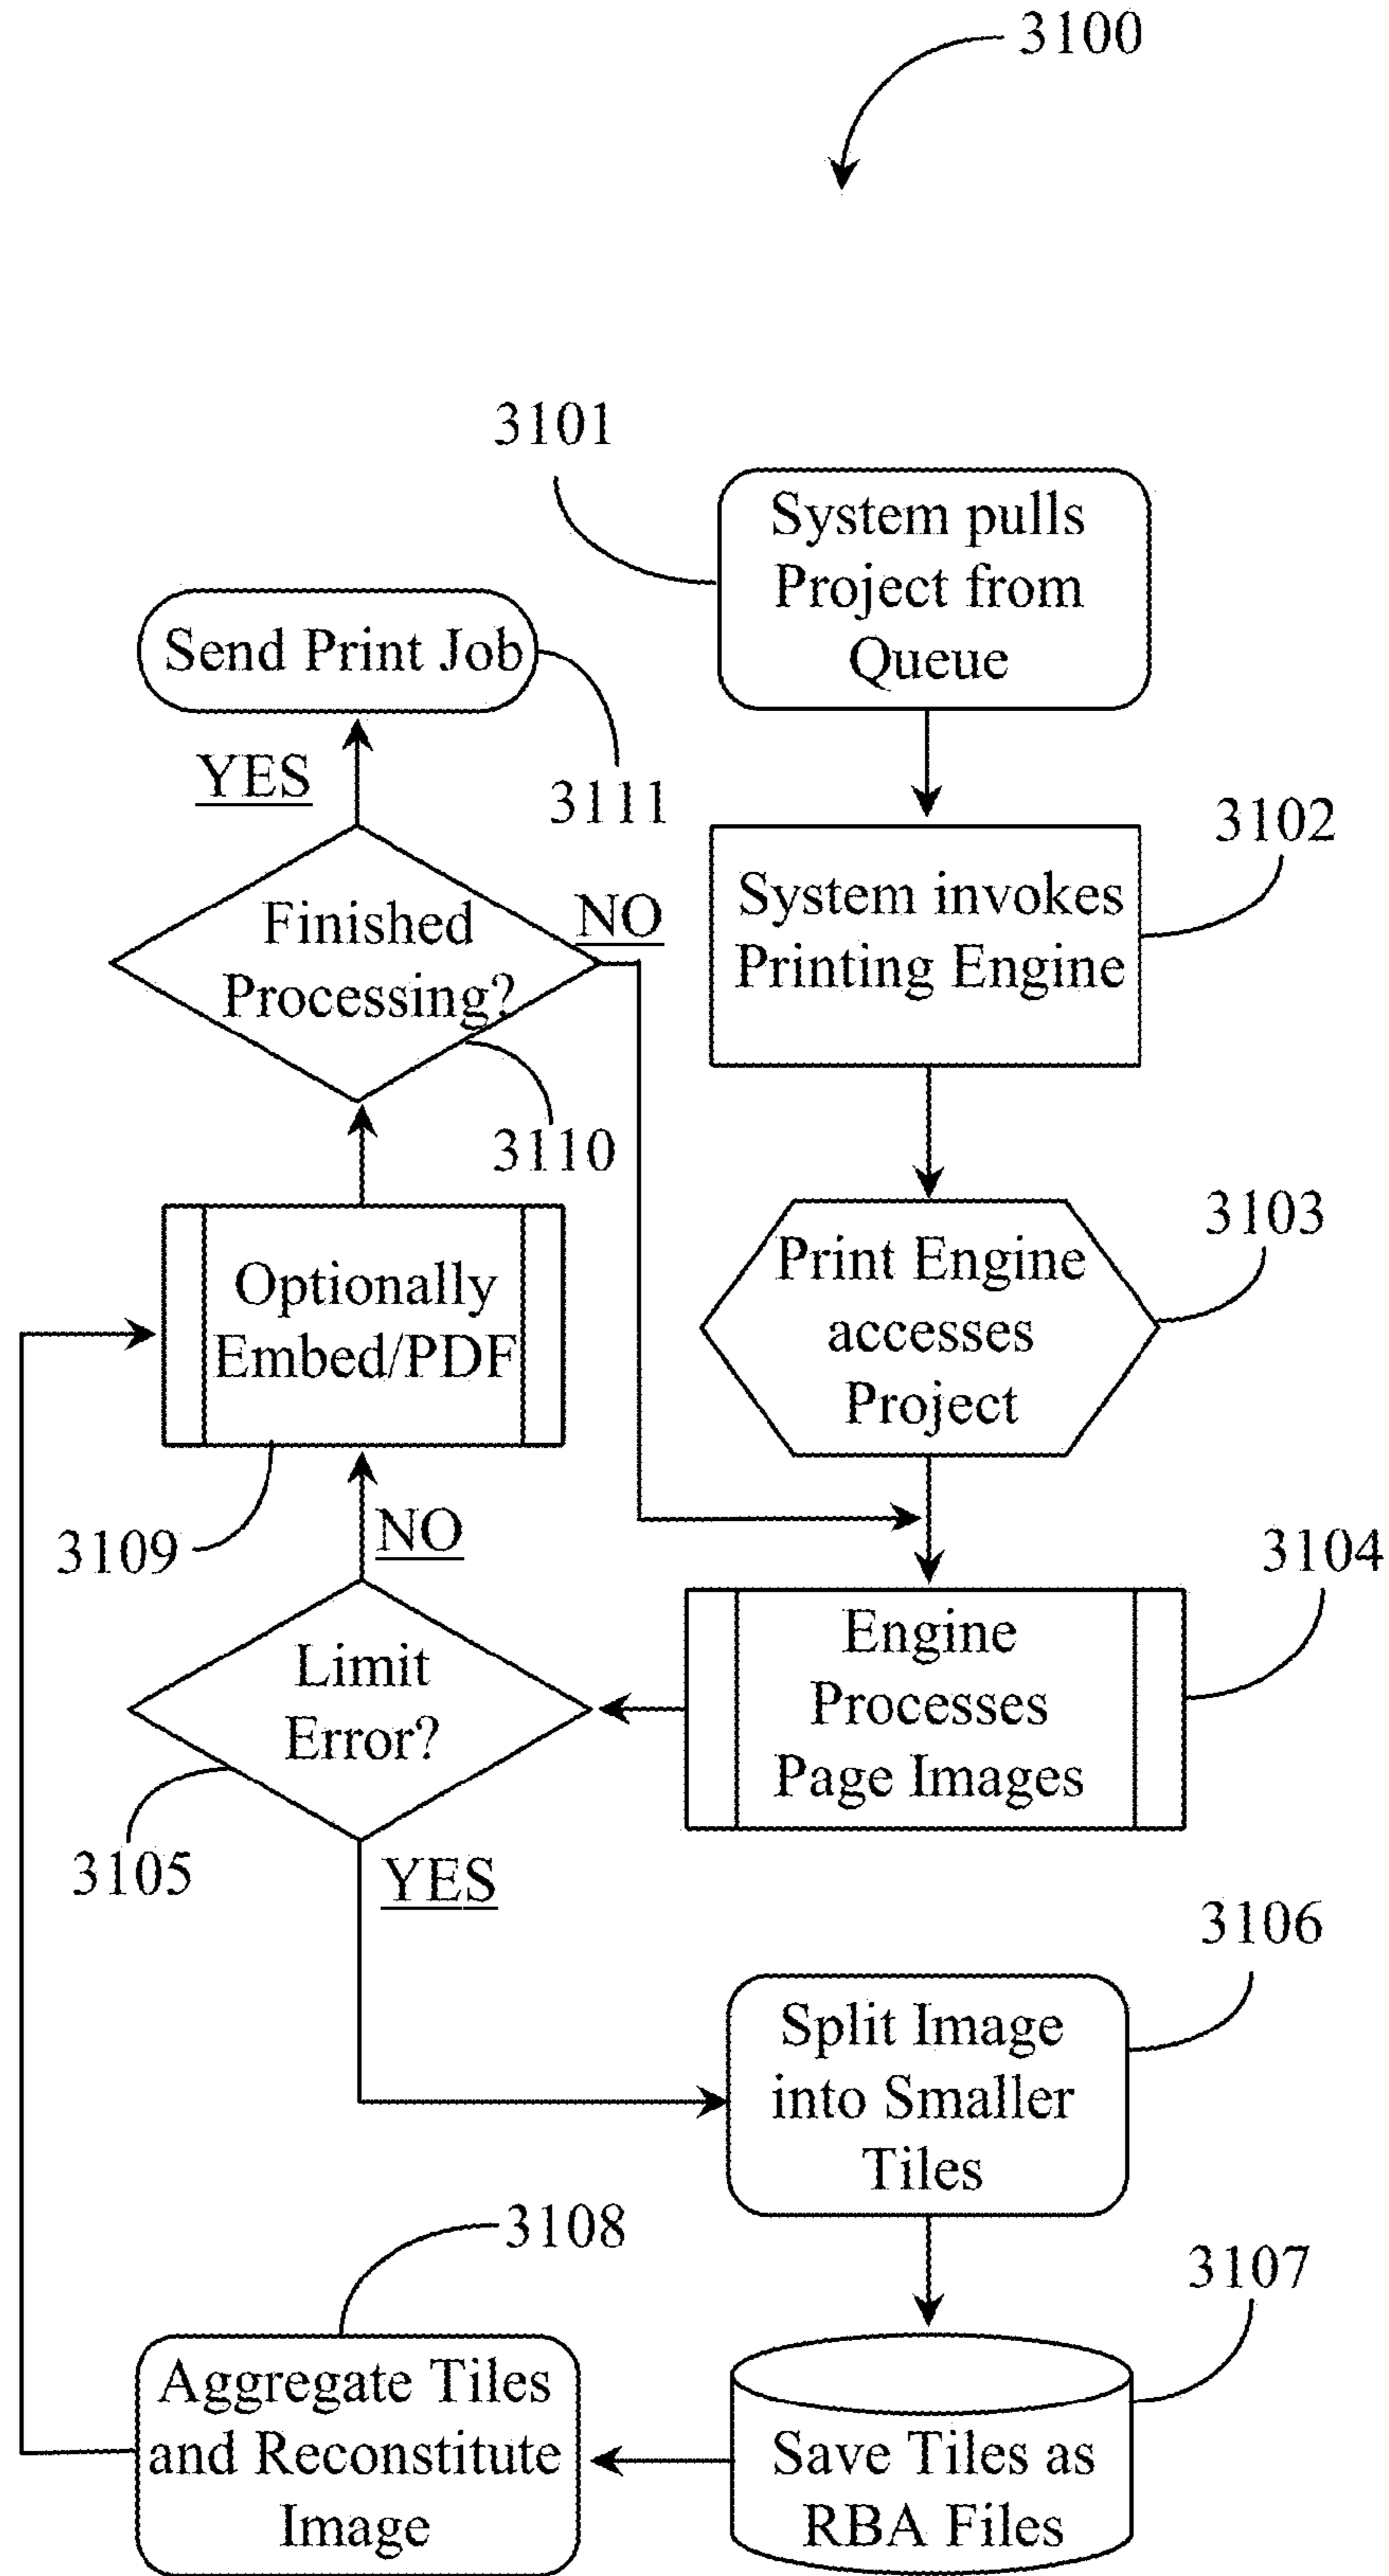 3100
3101
System pulls
Project from
Queue
Send Print Job
YES
3111
3102
System invokes
Printing Engine
Finished
Processing?
NO
3110
3103
Print Engine
accesses
Project
Optionally
Embed/PDF
3109
NO
3104
Engine
Processes
Page Images
Limit
Error?
3105
YES
3106
Split Image
into Smaller
Tiles
3108
3107
Aggregate Tiles
and Reconstitute
Image
Save Tiles as
RBA Files